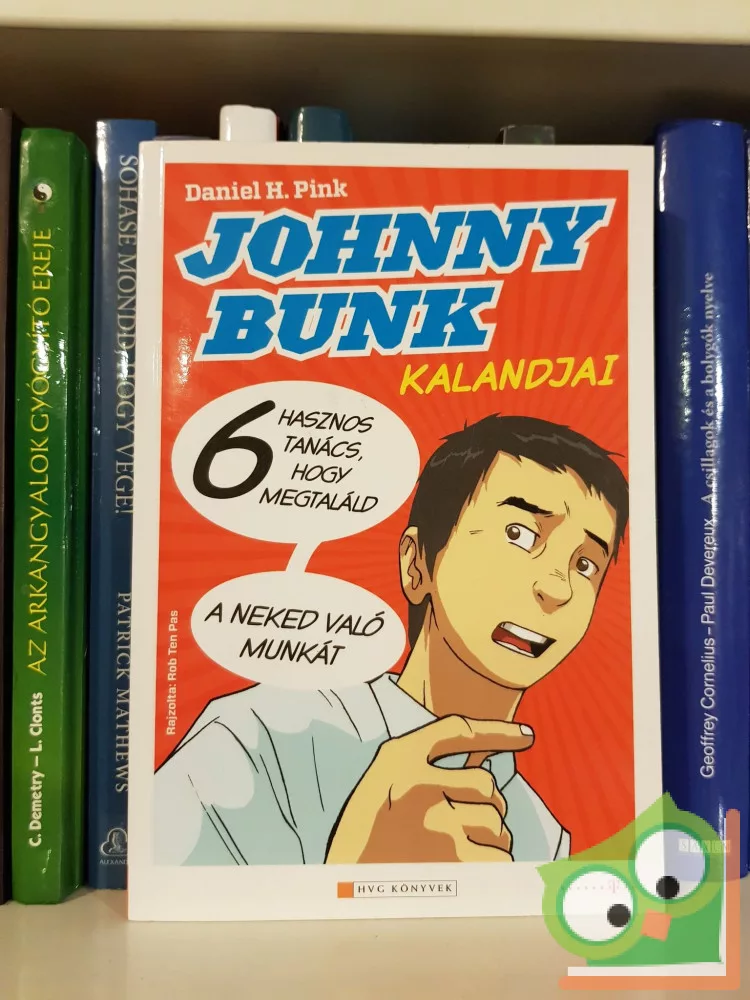 Daniel H. Pink
JOHNNY
BUNK
KALANDJAI
6 HASZNOS
TANÁCS,
HOGY
MEGTALÁLD
A NEKED VALÓ
MUNKÁT
Rajzolta: Rob Ten Pas
HVG KÖNYVEK
C. Demetry – L. Clonts AZ ARKANGYALOK GYÓGYÍTÓ EREJE
PATRICK MATHEWS
SOHASE MONDD, HOGY VÉGE!
Geoffrey Cornelius – Paul Devereux A csillagok és a bolygók nyelve